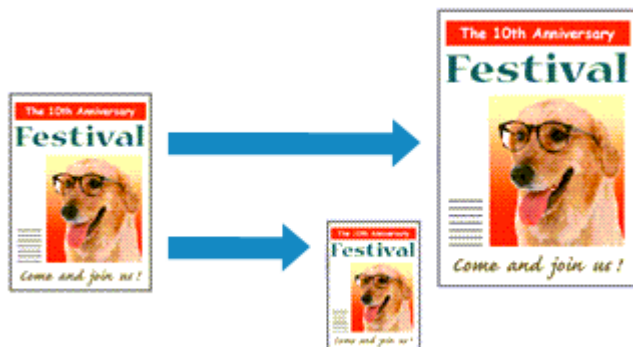 The 10th Anniversary
Festival
Come and join us!
The 10th Anniversary
Festival
Come and join us!
The 10th Anniversary
Festival
Come and join us!